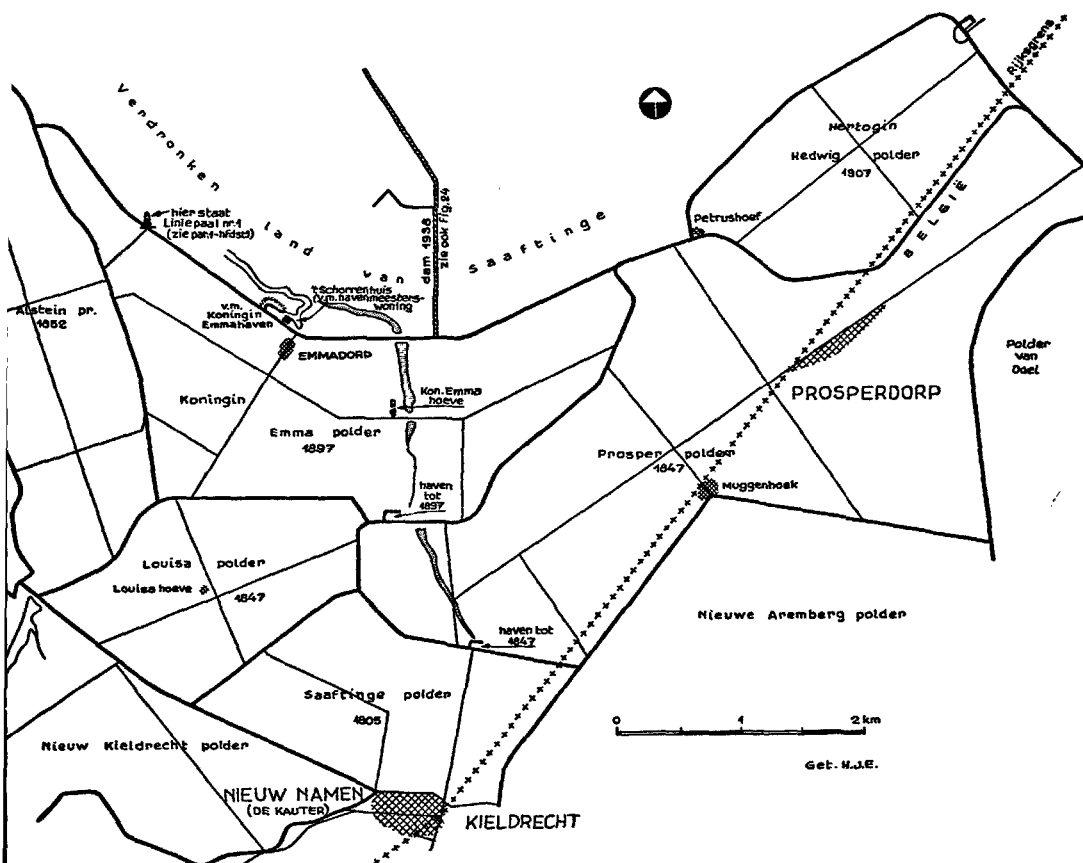 Rijksgrens
Verdronken land van Saaftinge
Hertogin
Hedwig polder
1907
BELGIË
hier staat
Liniepaal nr.1
dam 1938
zie ook fig.24
Petrushoef
't Schorrenhuis
(v.m. havenmeesters-
woning
v.m.
Koningin
Emmahaven
Alstein pr.
1852
EMMADORP
Polder
van
Doel
Koningin
Kon. Emma
hoeve
PROSPERDORP
Emma polder
1897
Prosper polder
1847
Muggenhoek
haven
tot
1897
Louisa polder
Louisa hoeve
1847
Nieuwe Aremberg polder
haven tot
1847
Saaftinge polder
1805
0 1 2 km
Nieuw Kieldrecht polder
Get. H.J.E.
NIEUW NAMEN
(DE KAUTER)
KIELDRECHT